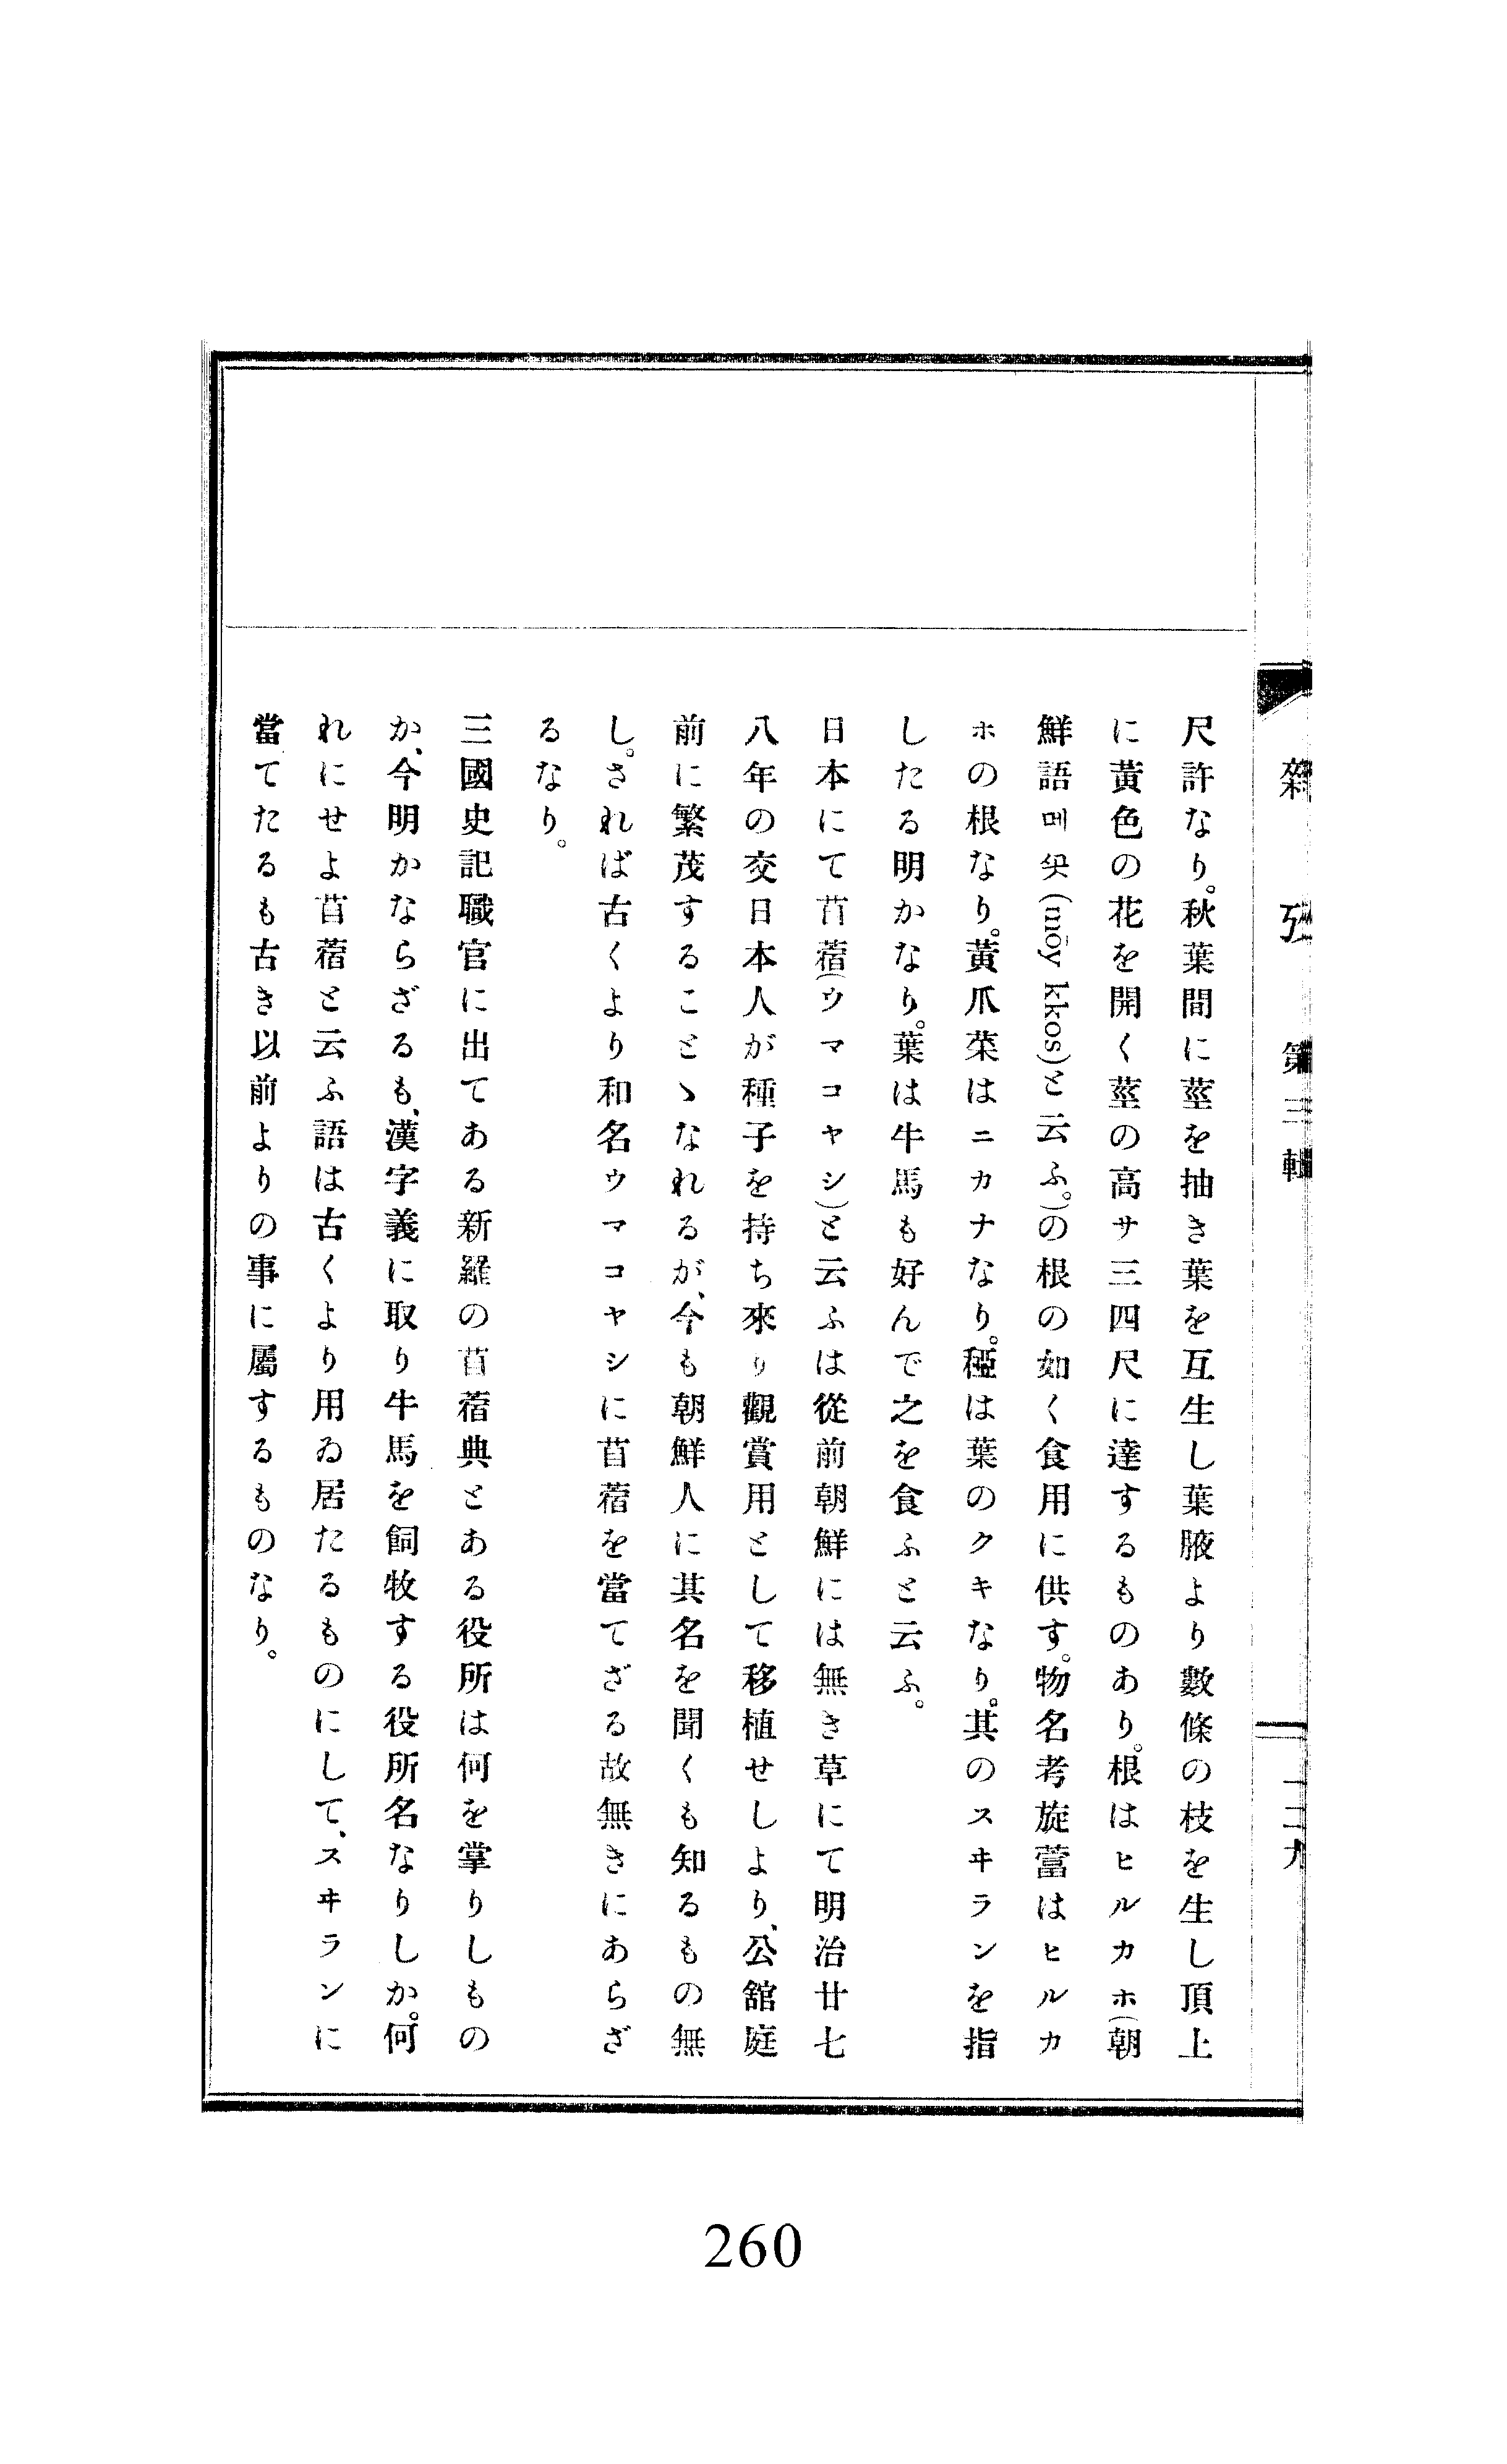 雜攷 第三輯
一二九
尺許なり。秋葉間に莖を抽き葉を互生し葉腋より數條の枝を生し頂上
に黃色の花を開く莖の高サ三四尺に達するものあり。根はヒルカホ(朝
鮮語메꼿(mōy kkos)と云ふ。)の根の如く食用に供す。物名考旋葍はヒルカ
ホの根なり。黃爪菜はニカナなり。稏は葉のクキなり。其のスヰランを指
したる明かなり。葉は牛馬も好んで之を食ふと云ふ。
日本にて苜蓿(ウマコヤシ)と云ふは從前朝鮮には無き草にて明治廿七
八年の交日本人が種子を持ち來り觀賞用として移植せしより、公舘庭
前に繁茂することゝなれるが、今も朝鮮人に其名を聞くも知るもの無
し。されば古くより和名ウマコヤシに苜蓿を當てざる故無きにあらざ
るなり。
三國史記職官に出てある新羅の苜蓿典とある役所は何を掌りしもの
か、今明かならざるも、漢字義に取り牛馬を飼牧する役所名なりしか。何
れにせよ苜蓿と云ふ語は古くより用ゐ居たるものにして、スヰランに
當てたるも古き以前よりの事に屬するものなり。
260